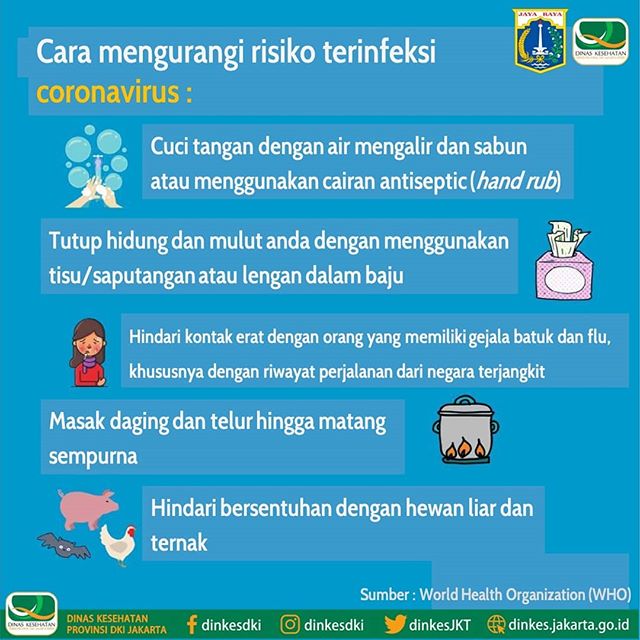 JAYA RAYA
DINAS KESEHATAN
Cara mengurangi risiko terinfeksi
coronavirus :
Cuci tangan dengan air mengalir dan sabun
atau menggunakan cairan antiseptic (hand rub)
Tutup hidung dan mulut anda dengan menggunakan
tisu/saputangan atau lengan dalam baju
Hindari kontak erat dengan orang yang memiliki gejala batuk dan flu,
khususnya dengan riwayat perjalanan dari negara terjangkit
Masak daging dan telur hingga matang
sempurna
Hindari bersentuhan dengan hewan liar dan
ternak
Sumber : World Health Organization (WHO)
DINAS KESEHATAN
DINAS KESEHATAN
PROVINSI DKI JAKARTA
dinkesdki
dinkesdki
dinkesJKT
dinkes.jakarta.go.id